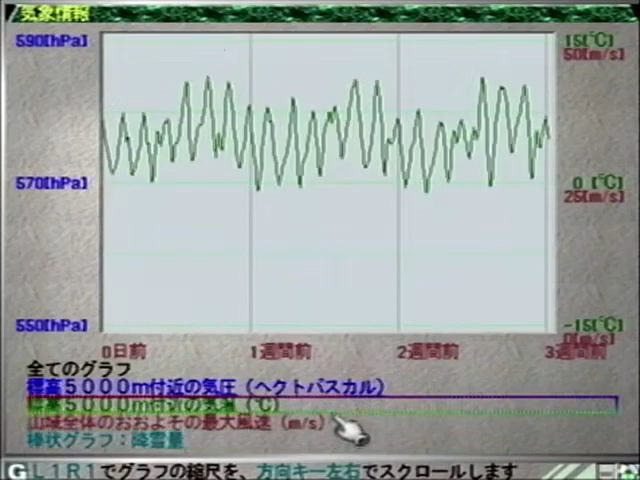 気象情報
590[hPa]
15[℃]
50[m/s]
570[hPa]
0 [℃]
25[m/s]
550[hPa]
-15[℃]
0[m/s]
0日前
1週間前
2週間前
3週間前
全てのグラフ
標高5000m付近の気圧(ヘクトパスカル)
標高5000m付近の気温(℃)
山域全体のおおよその最大風速(m/s)
棒状グラフ:降雪量
G L1R1でグラフの縮尺を、方向キー左右でスクロールします